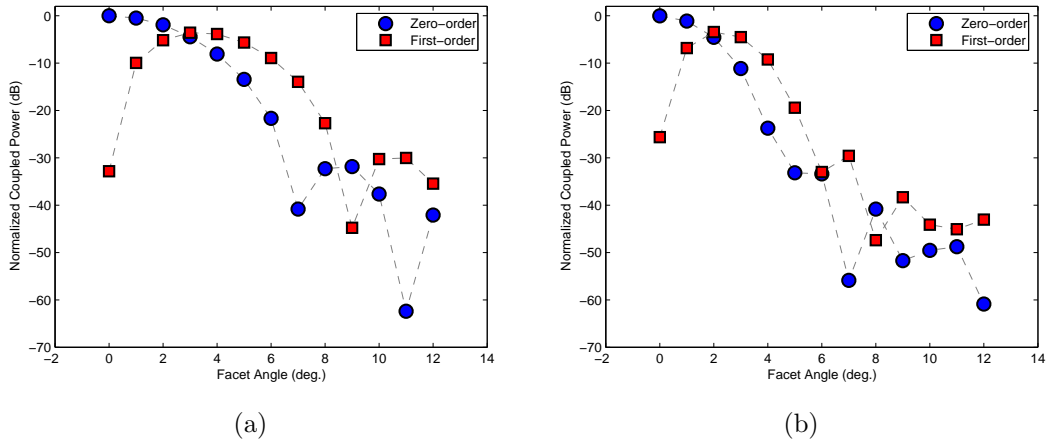 0
−10
−20
−30
−40
−50
−60
−70
Normalized Coupled Power (dB)
−2 0 2 4 6 8 10 12 14
Facet Angle (deg.)
Zero−order
First−order
(a)
0
−10
−20
−30
−40
−50
−60
−70
Normalized Coupled Power (dB)
−2 0 2 4 6 8 10 12 14
Facet Angle (deg.)
Zero−order
First−order
(b)